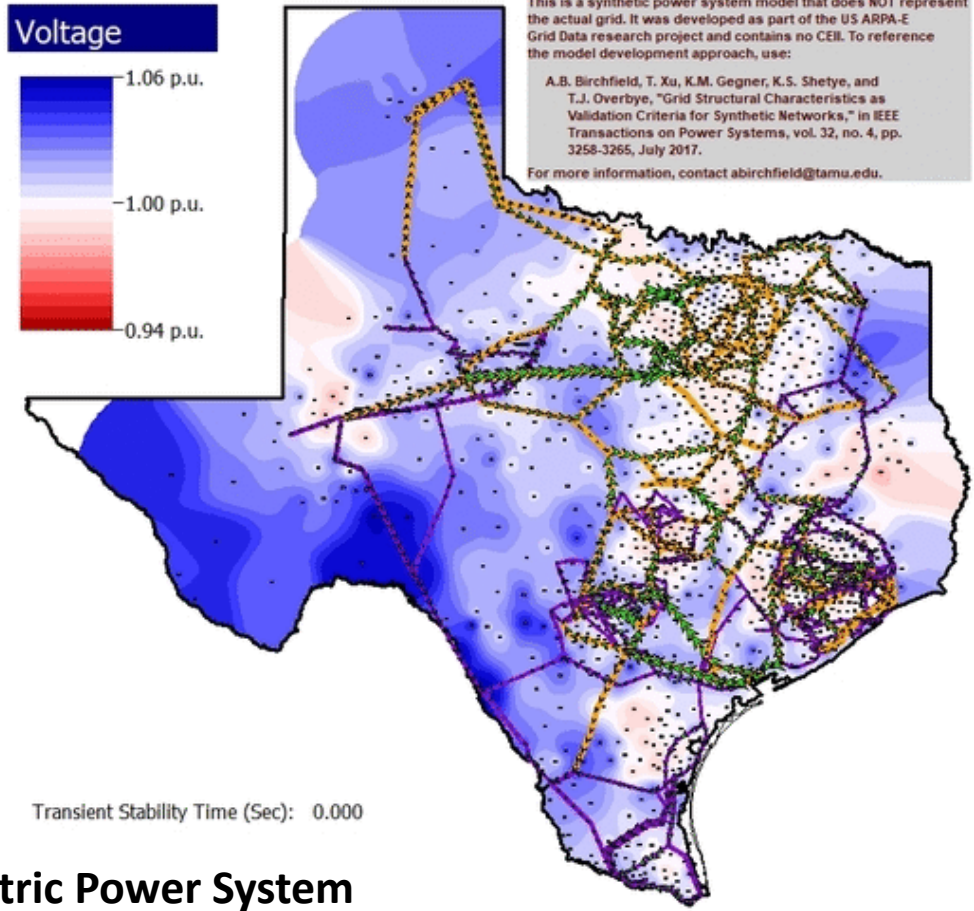 Voltage
1.06 p.u.
1.00 p.u.
0.94 p.u.
This is a synthetic power system model that does NOT represent
the actual grid. It was developed as part of the US ARPA-E
Grid Data research project and contains no CEII. To reference
the model development approach, use:
A.B. Birchfield, T. Xu, K.M. Gegner, K.S. Shetye, and
T.J. Overbye, "Grid Structural Characteristics as
Validation Criteria for Synthetic Networks," in IEEE
Transactions on Power Systems, vol. 32, no. 4, pp.
3258-3265, July 2017.
For more information, contact abirchfield@tamu.edu.
Transient Stability Time (Sec): 0.000
tric Power System